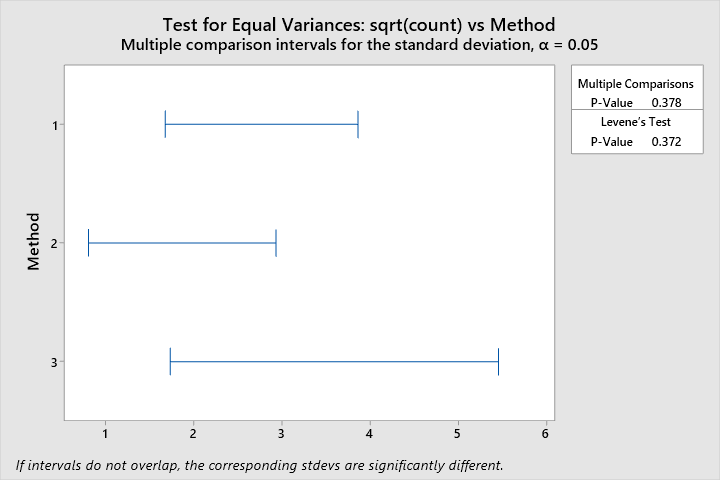 Test for Equal Variances: sqrt(count) vs Method
Multiple comparison intervals for the standard deviation, α = 0.05
Multiple Comparisons
P-Value 0.378
Levene's Test
P-Value 0.372
Method
1
2
3
1 2 3 4 5 6
If intervals do not overlap, the corresponding stdevs are significantly different.